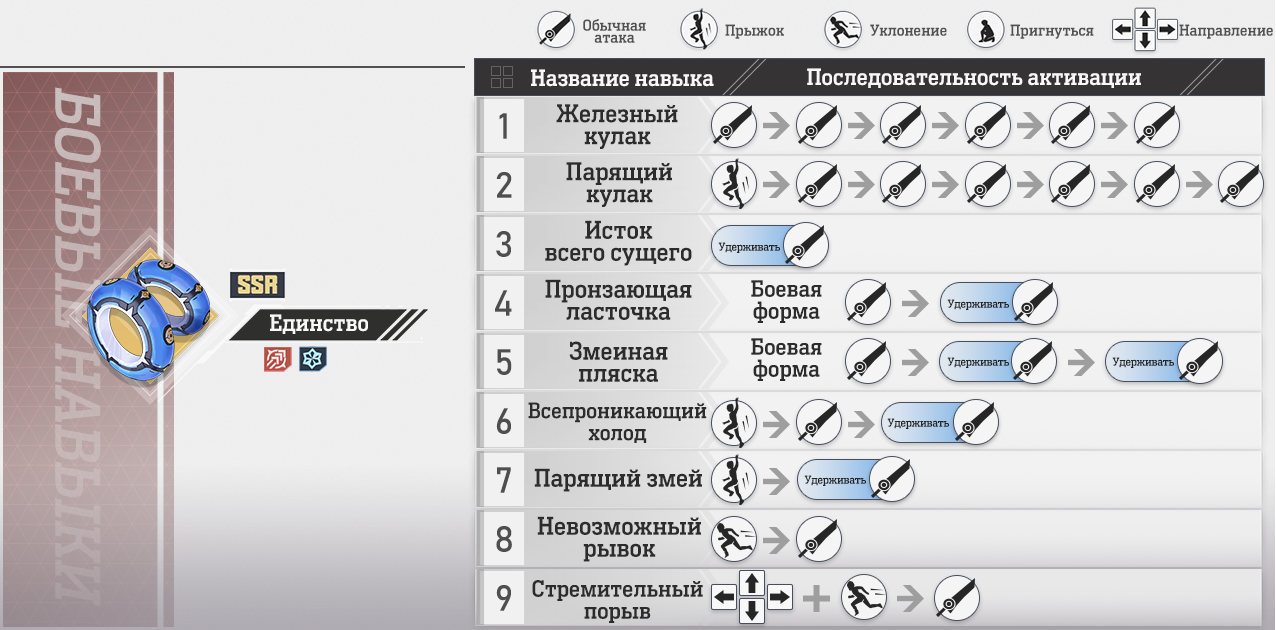 Обычная
атака
Прыжок
Уклонение
Пригнуться
Направление
БОЕВЫЕ НАВЫКИ
SSR
Единство
Название навыка
Последовательность активации
1
Железный
кулак
2
Парящий
кулак
3
Исток
всего сущего
Удерживать
4
Пронзающая
ласточка
Боевая
форма
Удерживать
5
Змеиная
пляска
Боевая
форма
Удерживать
Удерживать
6
Всепроникающий
холод
Удерживать
7
Парящий змей
Удерживать
8
Невозможный
рывок
9
Стремительный
порыв